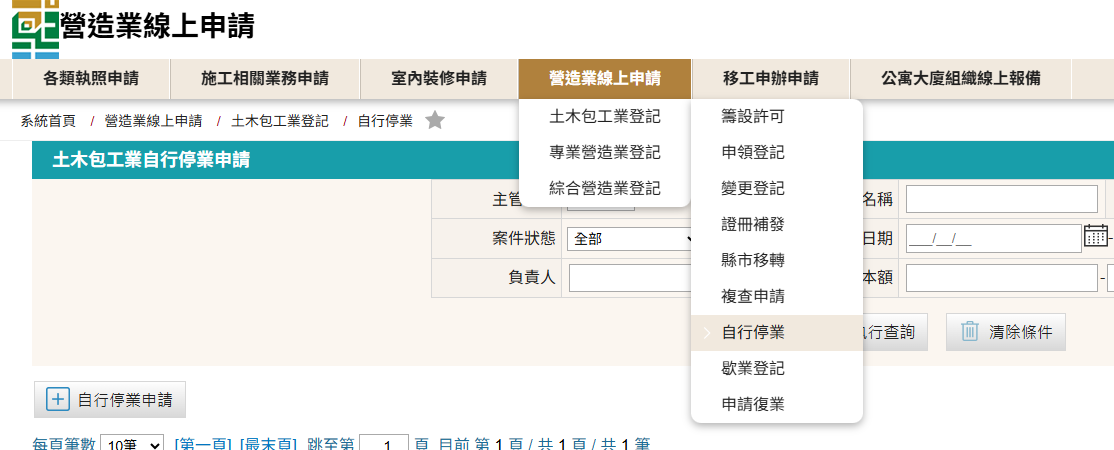 營造業線上申請
各類執照申請 施工相關業務申請 室內裝修申請 營造業線上申請 移工申辦申請 公寓大廈組織線上報備
系統首頁 / 營造業線上申請 / 土木包工業登記 / 自行停業
土木包工業登記
專業營造業登記
綜合營造業登記
籌設許可
申領登記
變更登記
證冊補發
縣市移轉
複查申請
自行停業
歇業登記
申請復業
土木包工業自行停業申請
主管 名稱
案件狀態 全部 日期 ___/__/__ -
負責人 本額 -
行查詢 清除條件
自行停業申請
每頁筆數 10筆 [第一頁] [最末頁] 跳至第 1 頁 目前 第 1 頁 / 共 1 頁 / 共 1 筆